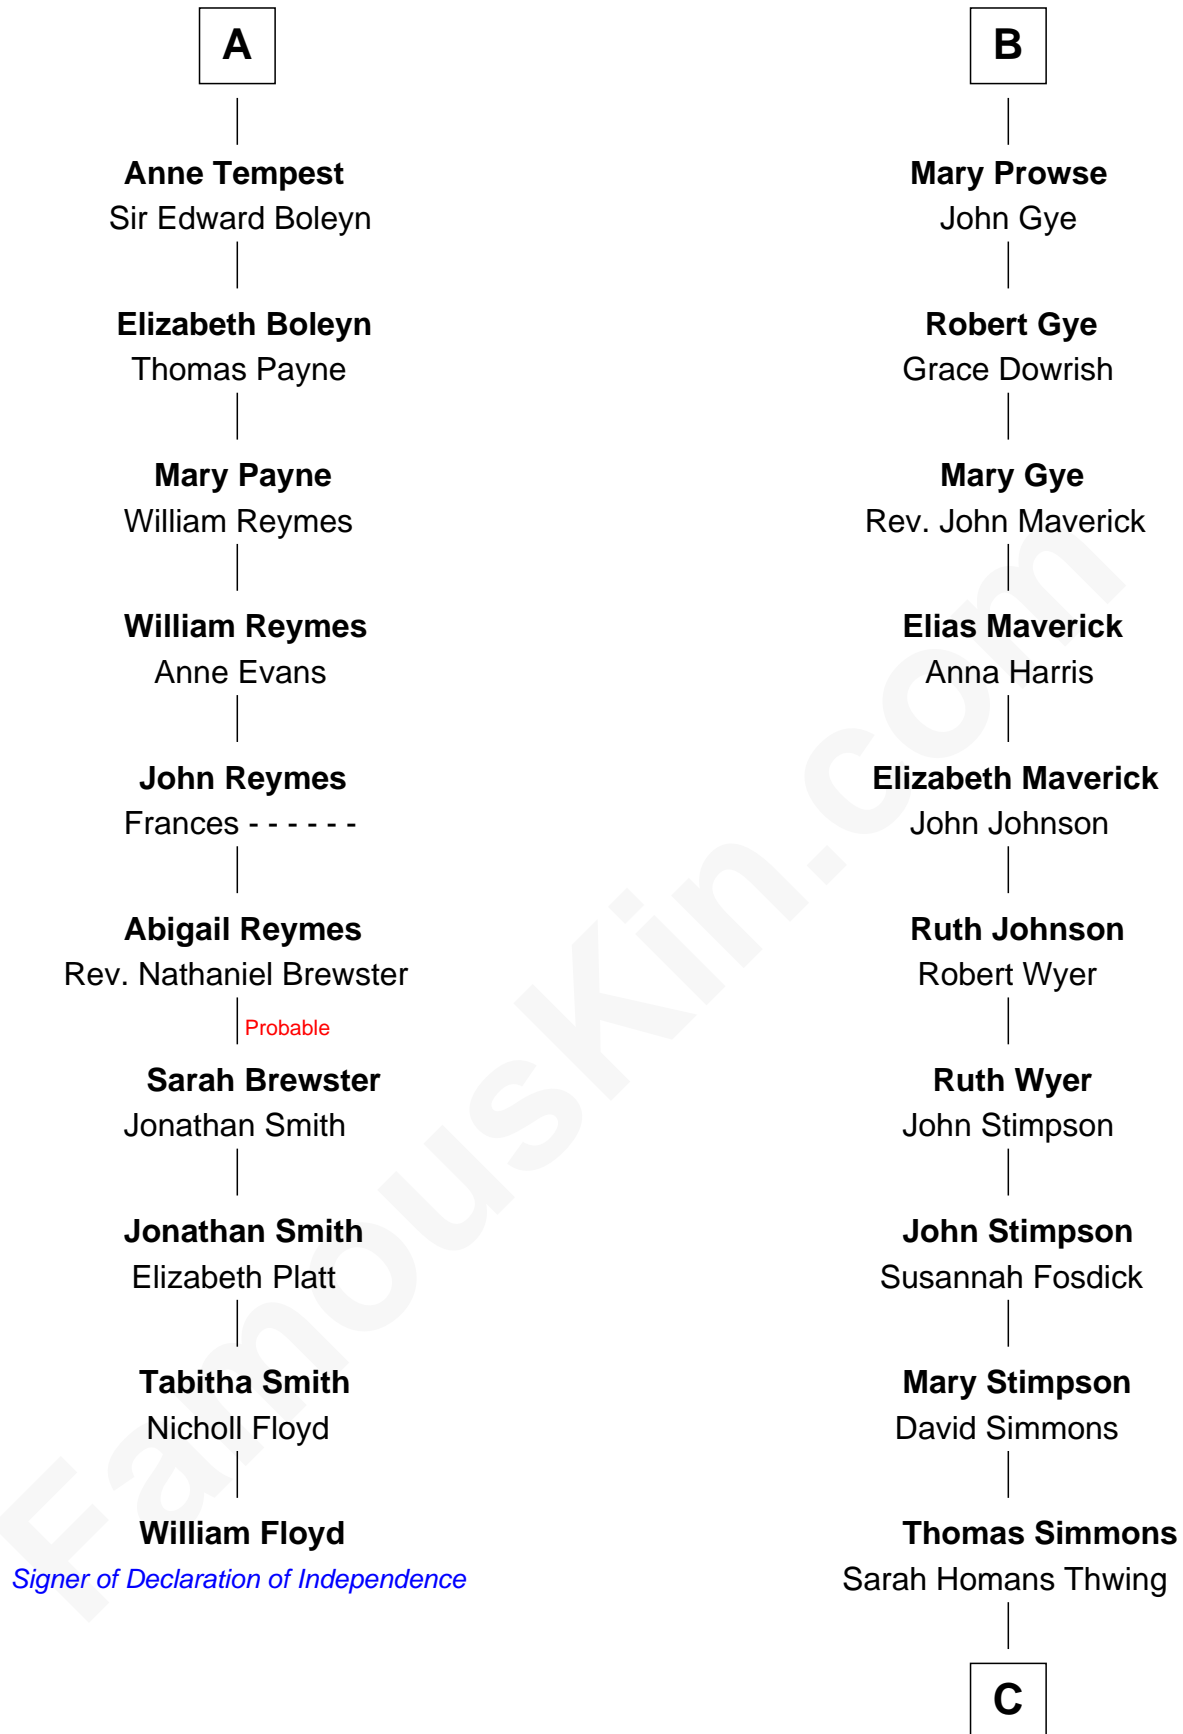 A
Anne Tempest
Sir Edward Boleyn
Elizabeth Boleyn
Thomas Payne
Mary Payne
William Reymes
William Reymes
Anne Evans
John Reymes
Frances - - - - - -
Abigail Reymes
Rev. Nathaniel Brewster
Probable
Sarah Brewster
Jonathan Smith
Jonathan Smith
Elizabeth Platt
Tabitha Smith
Nicholl Floyd
William Floyd
Signer of Declaration of Independence
B
Mary Prowse
John Gye
Robert Gye
Grace Dowrish
Mary Gye
Rev. John Maverick
Elias Maverick
Anna Harris
Elizabeth Maverick
John Johnson
Ruth Johnson
Robert Wyer
Ruth Wyer
John Stimpson
John Stimpson
Susannah Fosdick
Mary Stimpson
David Simmons
Thomas Simmons
Sarah Homans Thwing
C
FamousKin.com